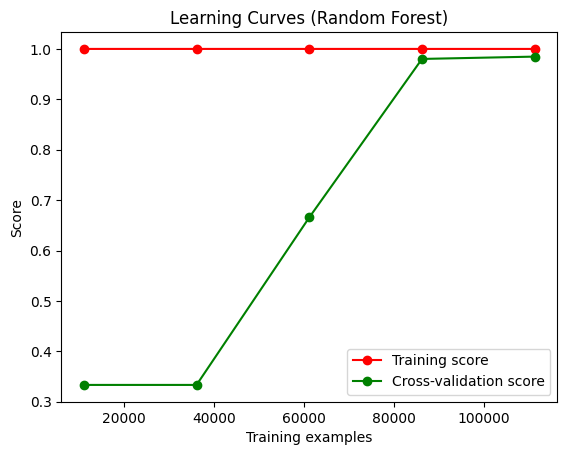 Learning Curves (Random Forest)
1.0
0.9
0.8
0.7
0.6
0.5
0.4
0.3
Score
20000 40000 60000 80000 100000
Training examples
Training score
Cross-validation score